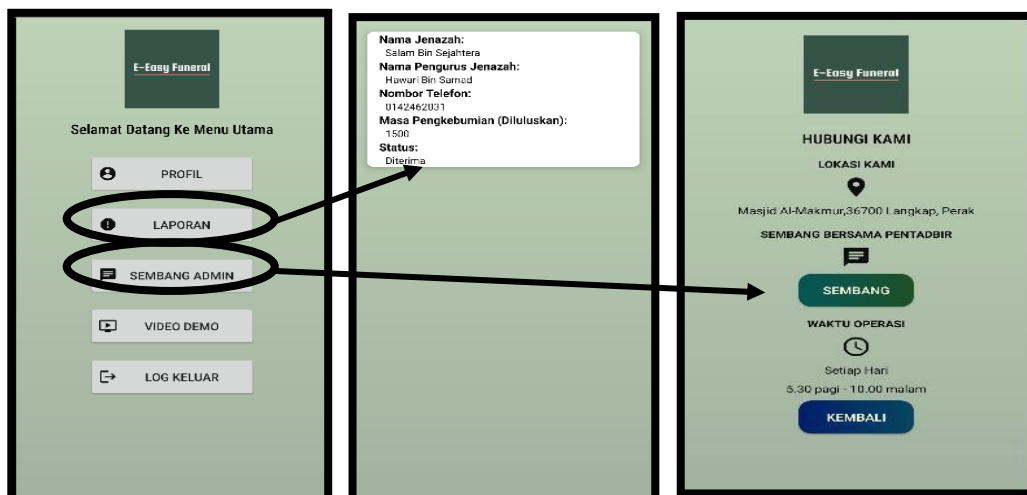 E-Easy Funeral
Selamat Datang Ke Menu Utama
PROFIL
LAPORAN
SEMBANG ADMIN
VIDEO DEMO
LOG KELUAR
Nama Jenazah:
Salam Bin Sejahtera
Nama Pengurus Jenazah:
Hawari Bin Samad
Nombor Telefon:
0142462031
Masa Pengkebumian (Diluluskan):
1500
Status:
Diterima
E-Easy Funeral
HUBUNGI KAMI
LOKASI KAMI
Masjid Al-Makmur,36700 Langkap, Perak
SEMBANG BERSAMA PENTADBIR
SEMBANG
WAKTU OPERASI
Setiap Hari
5.30 pagi - 10.00 malam
KEMBALI